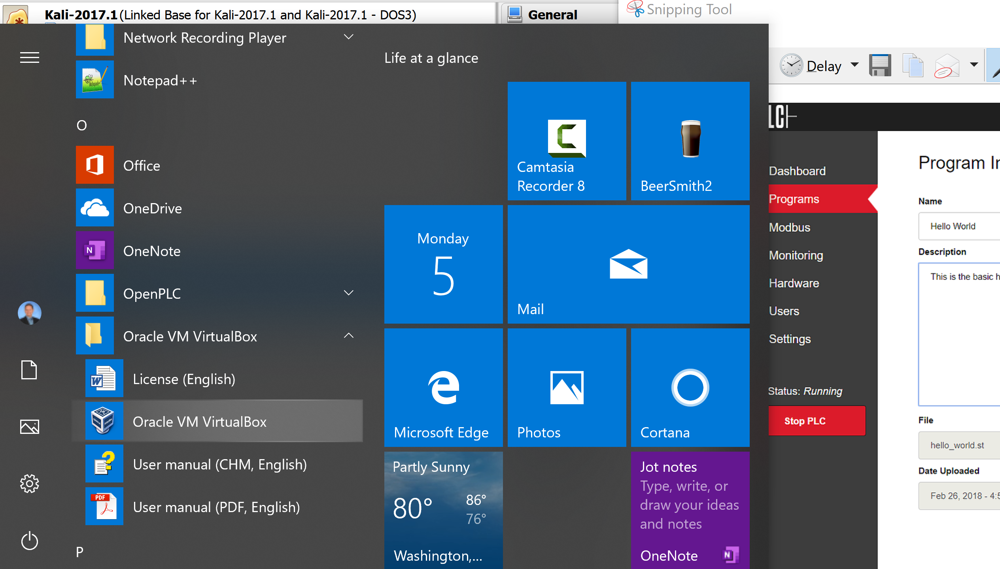 Kali-2017.1 (Linked Base for Kali-2017.1 and Kali-2017.1 - DOS3)
General
Snipping Tool
Network Recording Player
Notepad++
O
Office
OneDrive
OneNote
OpenPLC
Oracle VM VirtualBox
License (English)
Oracle VM VirtualBox
User manual (CHM, English)
User manual (PDF, English)
P
Life at a glance
Camtasia
Recorder 8
BeerSmith2
Monday
5
Mail
Microsoft Edge
Photos
Cortana
Partly Sunny
80°
86°
76°
Washington,...
Jot notes
Type, write, or
draw your ideas
and notes
OneNote
Delay
LC
Dashboard
Programs
Modbus
Monitoring
Hardware
Users
Settings
Status: Running
Stop PLC
Program In
Name
Hello World
Description
This is the basic h
File
hello_world.st
Date Uploaded
Feb 26, 2018 - 4:5